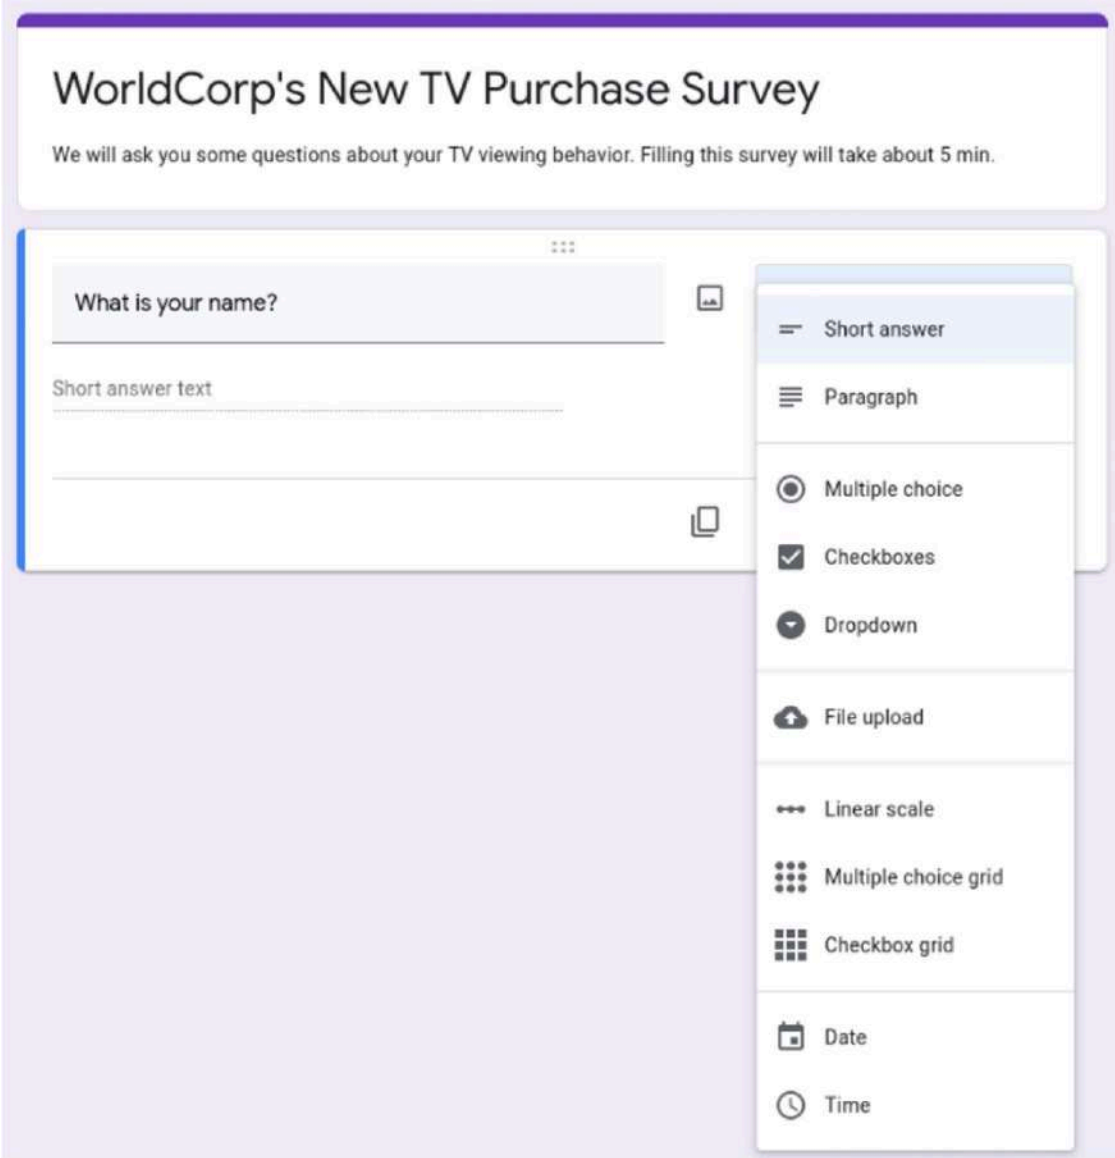 WorldCorp's New TV Purchase Survey
We will ask you some questions about your TV viewing behavior. Filling this survey will take about 5 min.
What is your name?
Short answer text
Short answer
Paragraph
Multiple choice
Checkboxes
Dropdown
File upload
Linear scale
Multiple choice grid
Checkbox grid
Date
Time